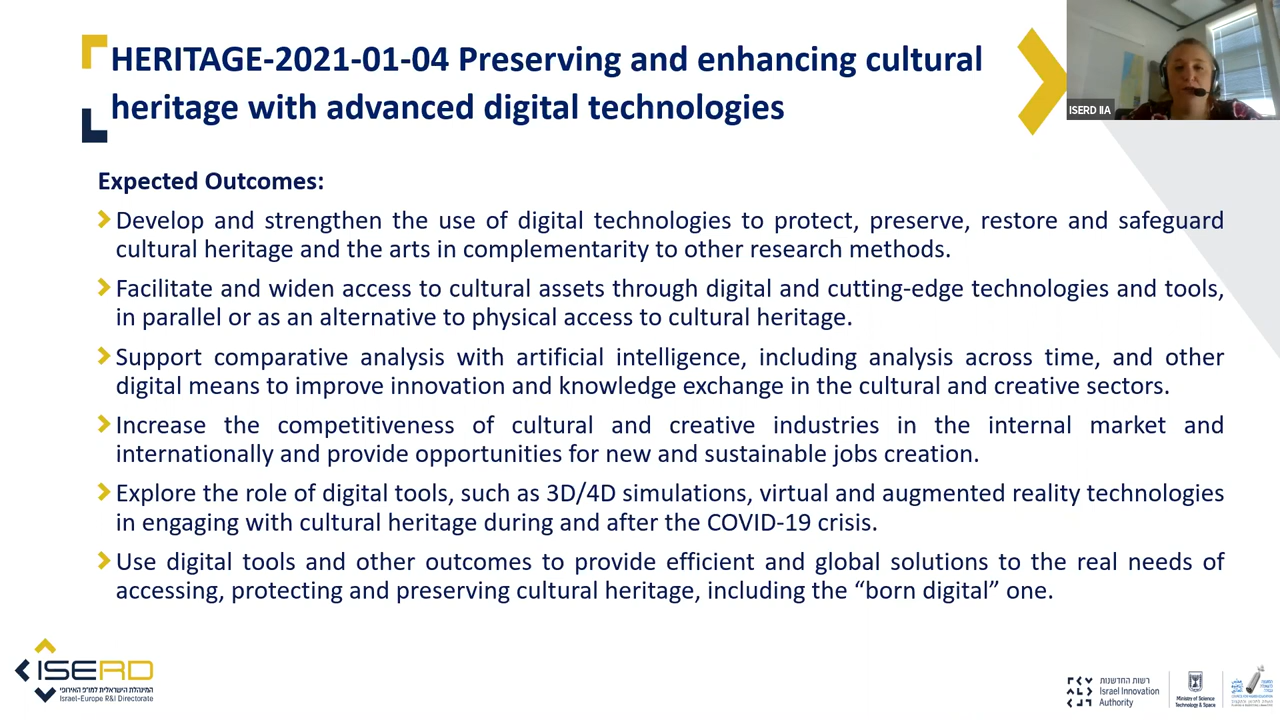 HERITAGE-2021-01-04 Preserving and enhancing cultural
heritage with advanced digital technologies
ISERD IIA
Expected Outcomes:
Develop and strengthen the use of digital technologies to protect, preserve, restore and safeguard
cultural heritage and the arts in complementarity to other research methods.
Facilitate and widen access to cultural assets through digital and cutting-edge technologies and tools,
in parallel or as an alternative to physical access to cultural heritage.
Support comparative analysis with artificial intelligence, including analysis across time, and other
digital means to improve innovation and knowledge exchange in the cultural and creative sectors.
Increase the competitiveness of cultural and creative industries in the internal market and
internationally and provide opportunities for new and sustainable jobs creation.
Explore the role of digital tools, such as 3D/4D simulations, virtual and augmented reality technologies
in engaging with cultural heritage during and after the COVID-19 crisis.
Use digital tools and other outcomes to provide efficient and global solutions to the real needs of
accessing, protecting and preserving cultural heritage, including the “born digital” one.
ISERD
המינהלת הישראלית למו"פ האירופי
Israel-Europe R&I Directorate
רשות החדשנות
Israel Innovation
Authority
Ministry of Science
Technology & Space